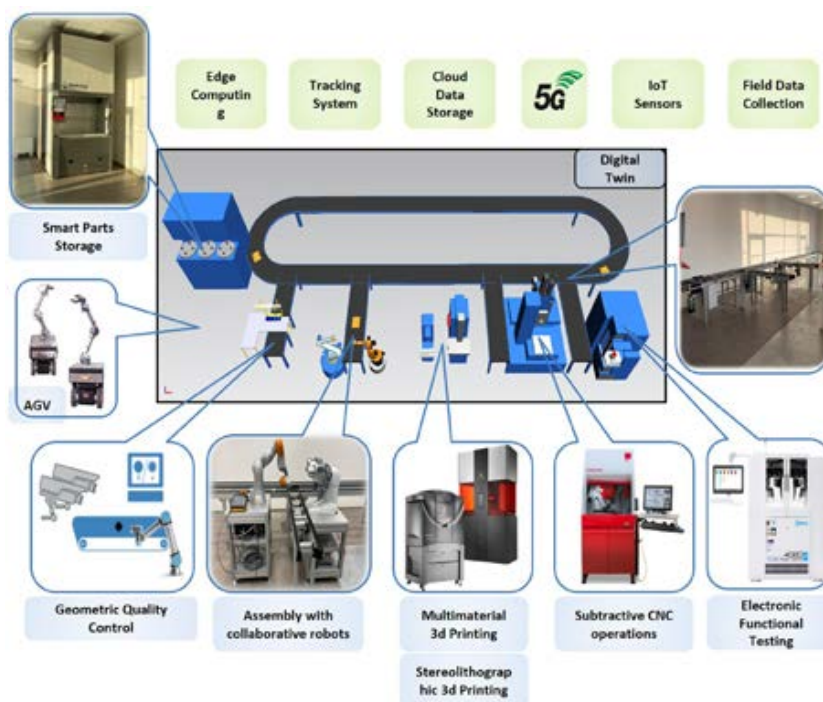 Edge
Computin
g
Tracking
System
Cloud
Data
Storage
5G
IoT
Sensors
Field Data
Collection
Digital
Twin
Smart Parts
Storage
AGV
Geometric Quality
Control
Assembly with
collaborative robots
Multimaterial
3d Printing
Stereolithograp
hic 3d Printing
Subtractive CNC
operations
Electronic
Functional
Testing